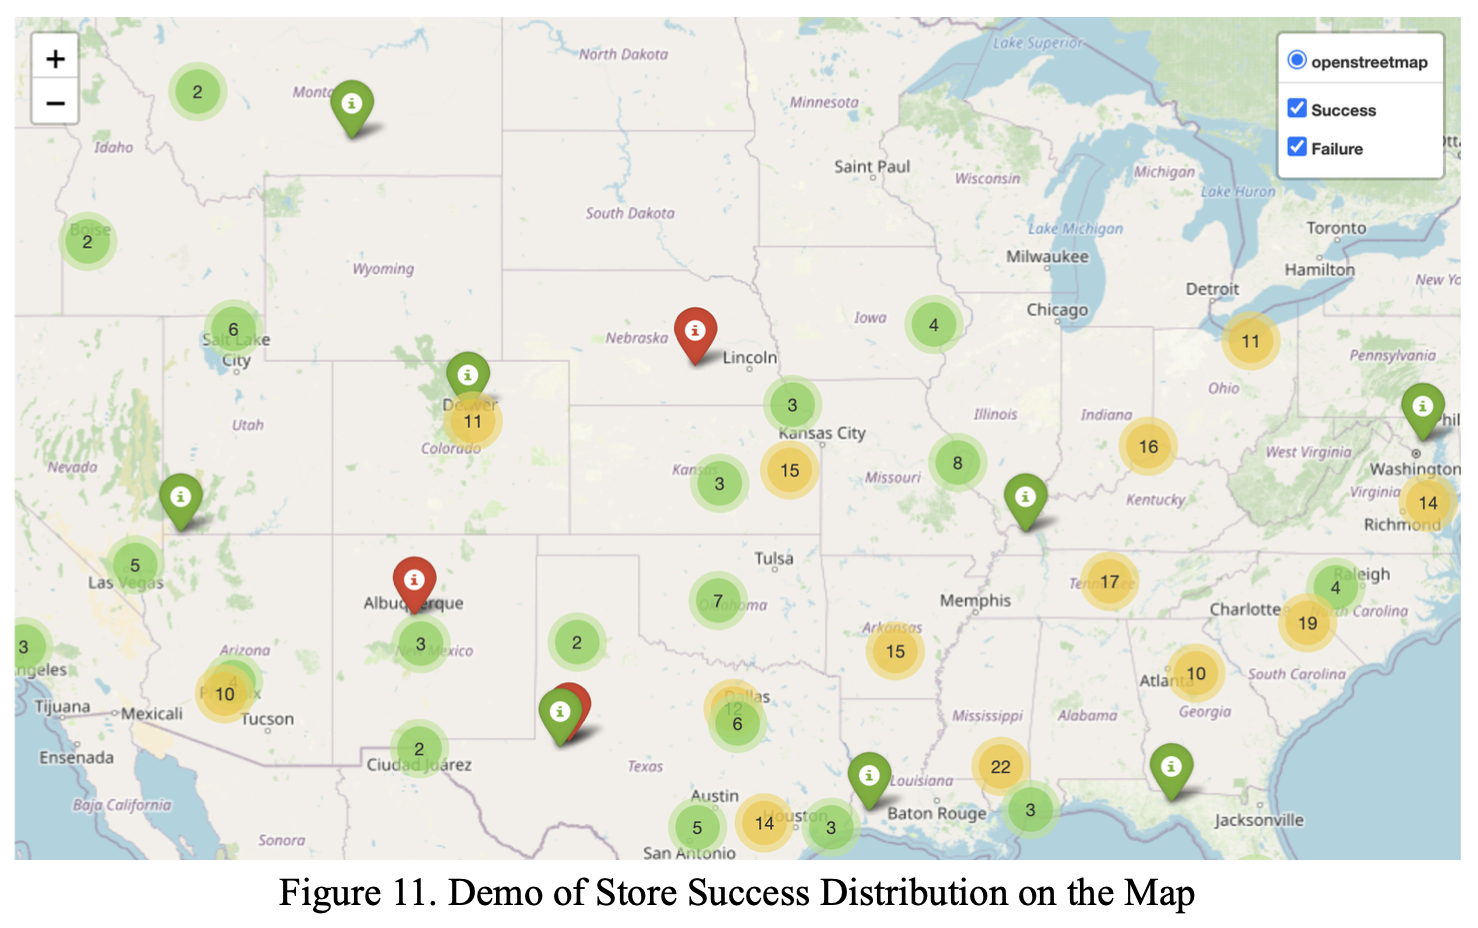 +
−
openstreetmap
Success
Failure
Lake Superior
North Dakota
2
Minnesota
Idaho
Saint Paul
Wisconsin
Michigan
Lake Huron
South Dakota
Toronto
Lake Michigan
Boise
2
Milwaukee
Hamilton
Wyoming
New Yo
Detroit
Chicago
6
Salt Lake
City
Nebraska
Iowa
4
11
Lincoln
Pennsylvania
Ohio
Denver
11
Colorado
3
Kansas City
Illinois
Indiana
Phil
Utah
16
West Virginia
Nevada
Kansas
3
15
Missouri
8
Washington
Kentucky
Virginia
14
Richmond
5
Las Vegas
Tulsa
17
Tennessee
4
Raleigh
Albuquerque
7
Oklahoma
Memphis
Charlotte
North Carolina
19
3
ngeles
Arizona
3
New Mexico
2
Arkansas
15
4
10
Phoenix
Atlanta
10
South Carolina
Tijuana
Mexicali
Tucson
Dallas
12
6
Mississippi
Alabama
Georgia
Ensenada
2
Ciudad Juárez
Texas
22
Louisiana
Baja California
Austin
Baton Rouge
3
Jacksonville
5
14
Houston
3
Sonora
San Antonio
Figure 11. Demo of Store Success Distribution on the Map